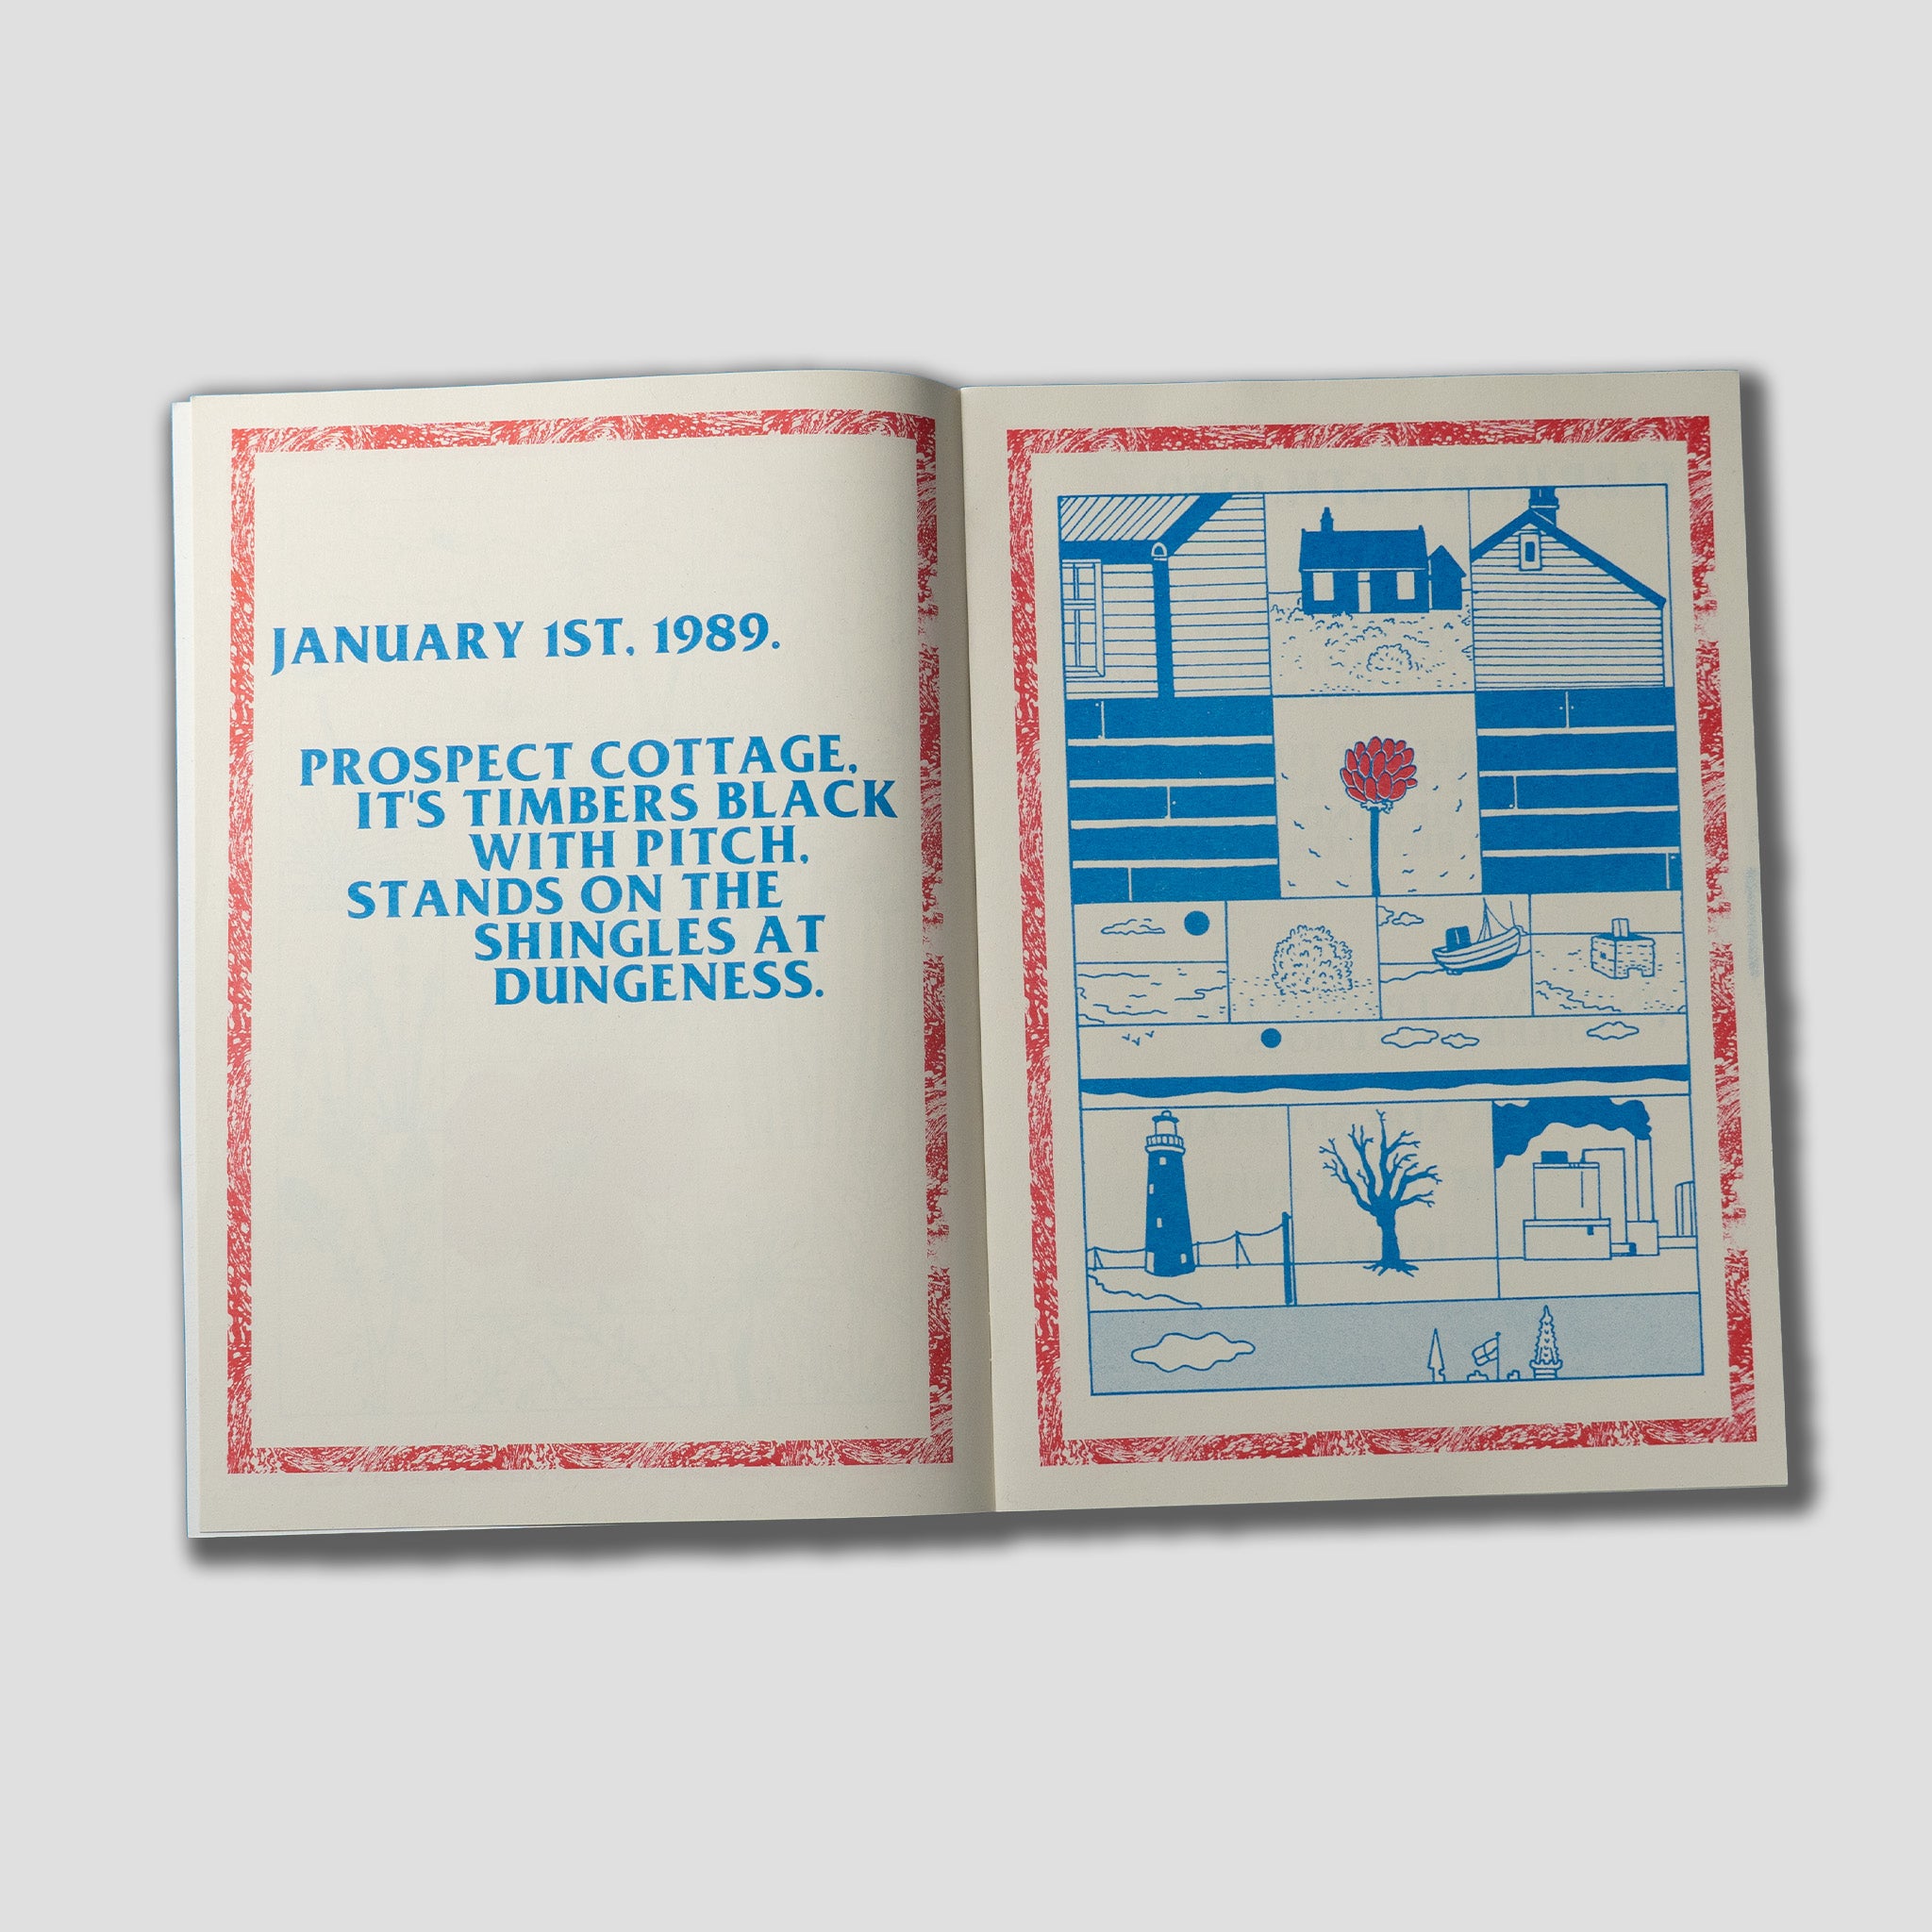 JANUARY 1ST, 1989.
PROSPECT COTTAGE,
IT'S TIMBERS BLACK
WITH PITCH,
STANDS ON THE
SHINGLES AT
DUNGENESS.